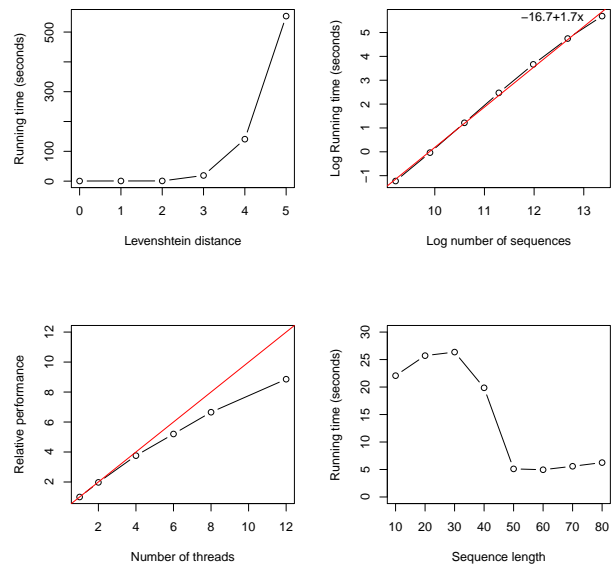 Running time (seconds)
0
100
300
500
0 1 2 3 4 5
Levenshtein distance
−16.7+1.7x
Log Running time (seconds)
−1
0
1
2
3
4
5
10 11 12 13
Log number of sequences
Relative performance
2
4
6
8
10
12
2 4 6 8 10 12
Number of threads
Running time (seconds)
0
5
10
15
20
25
30
10 20 30 40 50 60 70 80
Sequence length